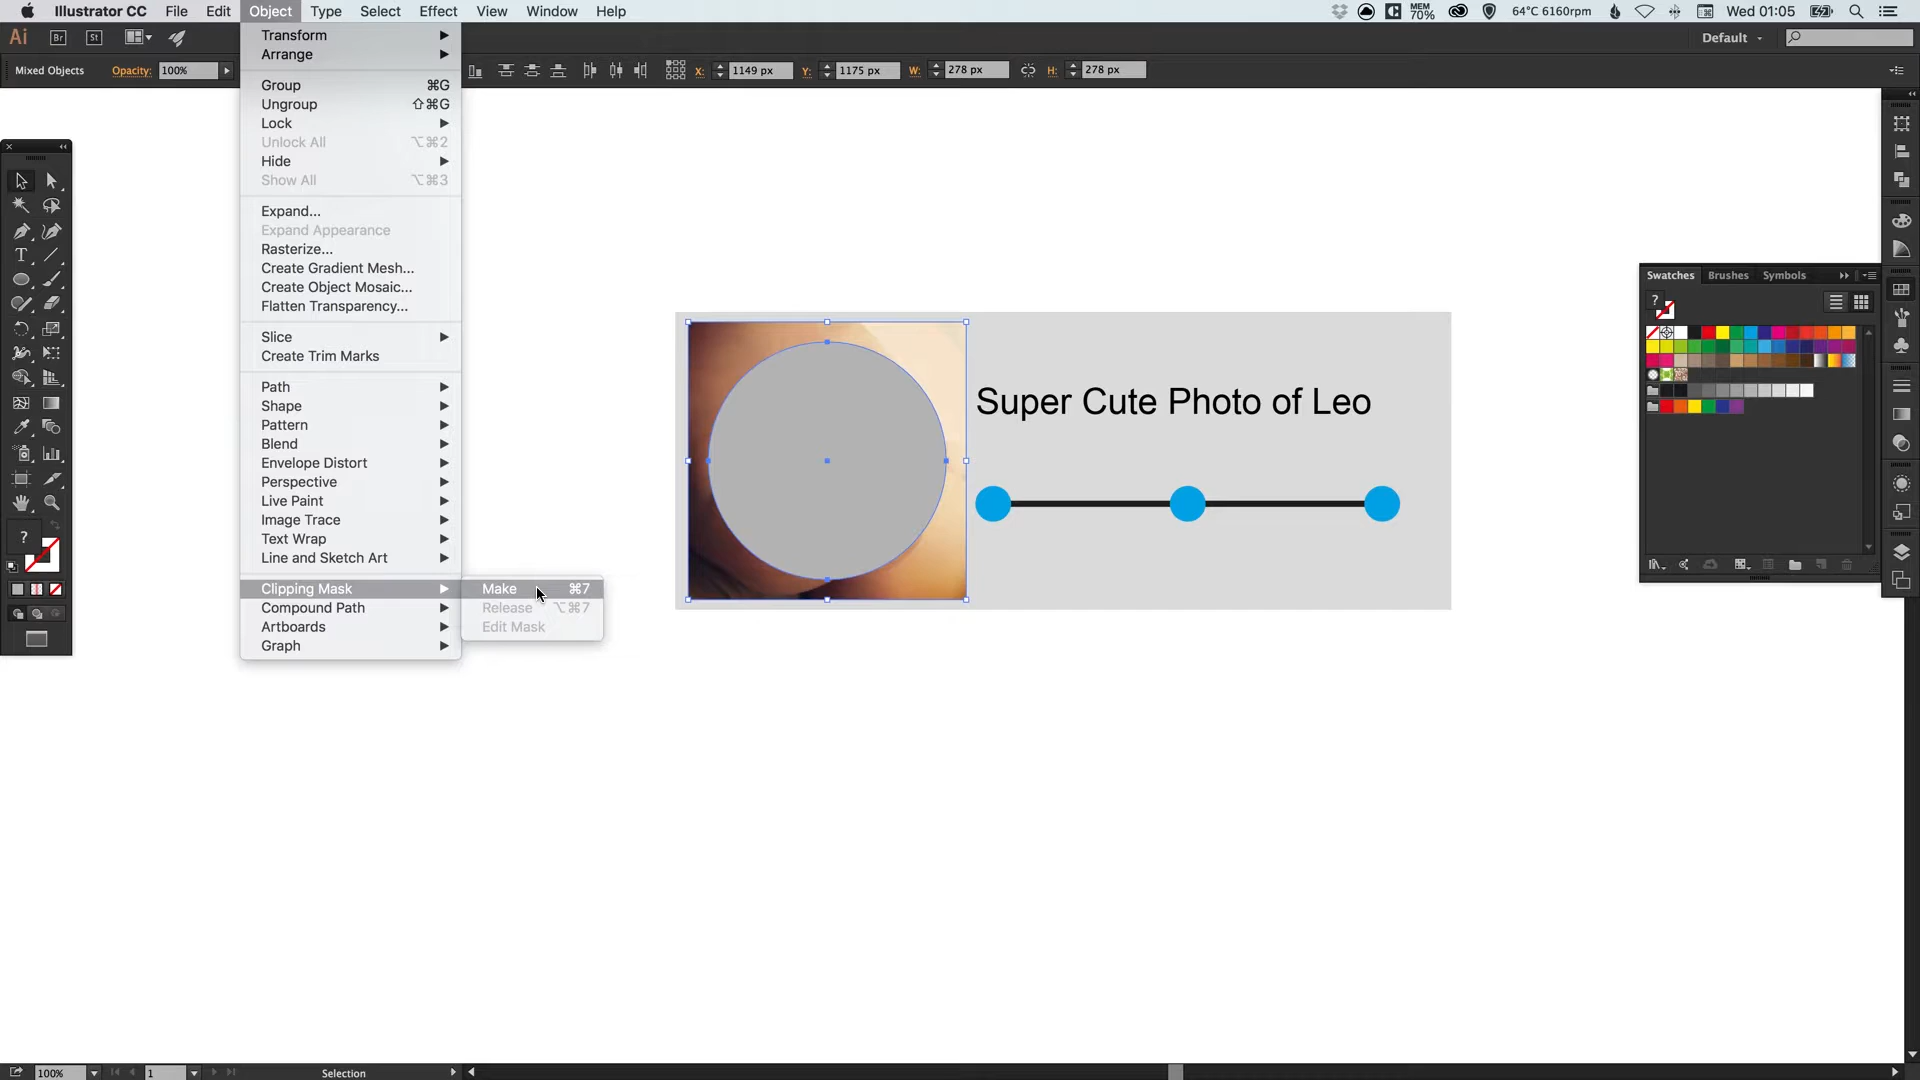 Illustrator CC File Edit Object Type Select Effect View Window Help MEM 70% 64°C 6160rpm Wed 01:05
Ai Br St Default
Mixed Objects Opacity: 100% X: 1149 px Y: 1175 px W: 278 px H: 278 px
Transform
Arrange
Group ⌘G
Ungroup ⇧⌘G
Lock
Unlock All ⌥⌘2
Hide
Show All ⌥⌘3
Expand...
Expand Appearance
Rasterize...
Create Gradient Mesh...
Create Object Mosaic...
Flatten Transparency...
Slice
Create Trim Marks
Path
Shape
Pattern
Blend
Envelope Distort
Perspective
Live Paint
Image Trace
Text Wrap
Line and Sketch Art
Clipping Mask
Compound Path
Artboards
Graph
Make ⌘7
Release ⌥⌘7
Edit Mask
Super Cute Photo of Leo
Swatches Brushes Symbols
?
?
100% 1 Selection